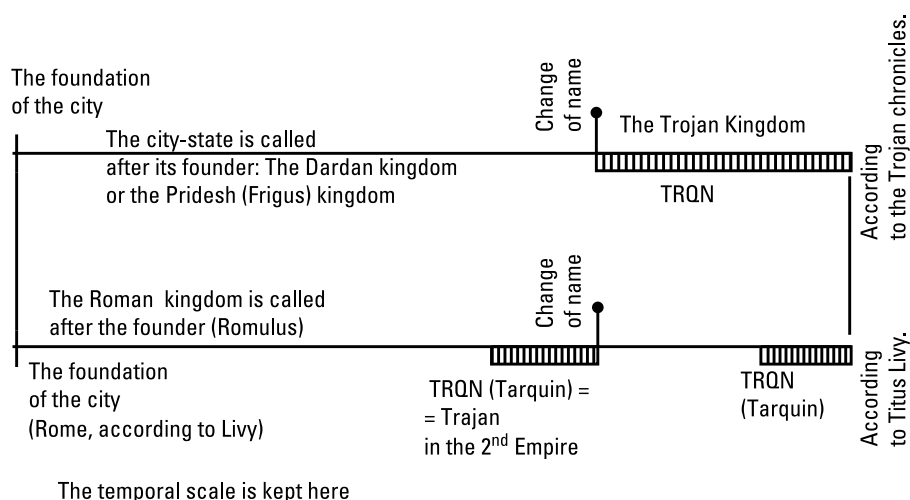 The foundation
of the city
The city-state is called
after its founder: The Dardan kingdom
or the Pridesh (Frigus) kingdom
Change
of name
The Trojan Kingdom
TRQN
According
to the Trojan chronicles.
The Roman kingdom is called
after the founder (Romulus)
Change
of name
The foundation
of the city
(Rome, according to Livy)
TRQN (Tarquin) =
= Trajan
in the 2nd Empire
TRQN
(Tarquin)
According
to Titus Livy.
The temporal scale is kept here